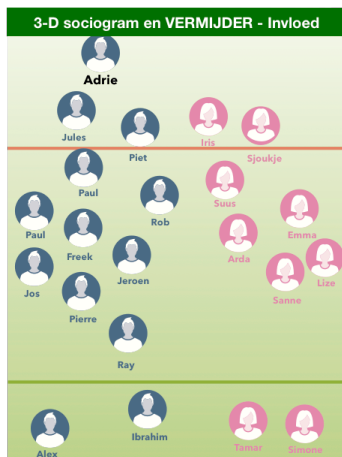 3-D sociogram en VERMIJDER - Invloed
Adrie
Jules
Piet
Iris
Sjoukje
Paul
Rob
Suus
Emma
Paul
Freek
Jeroen
Arda
Lize
Jos
Pierre
Sanne
Ray
Alex
Ibrahim
Tamar
Simone